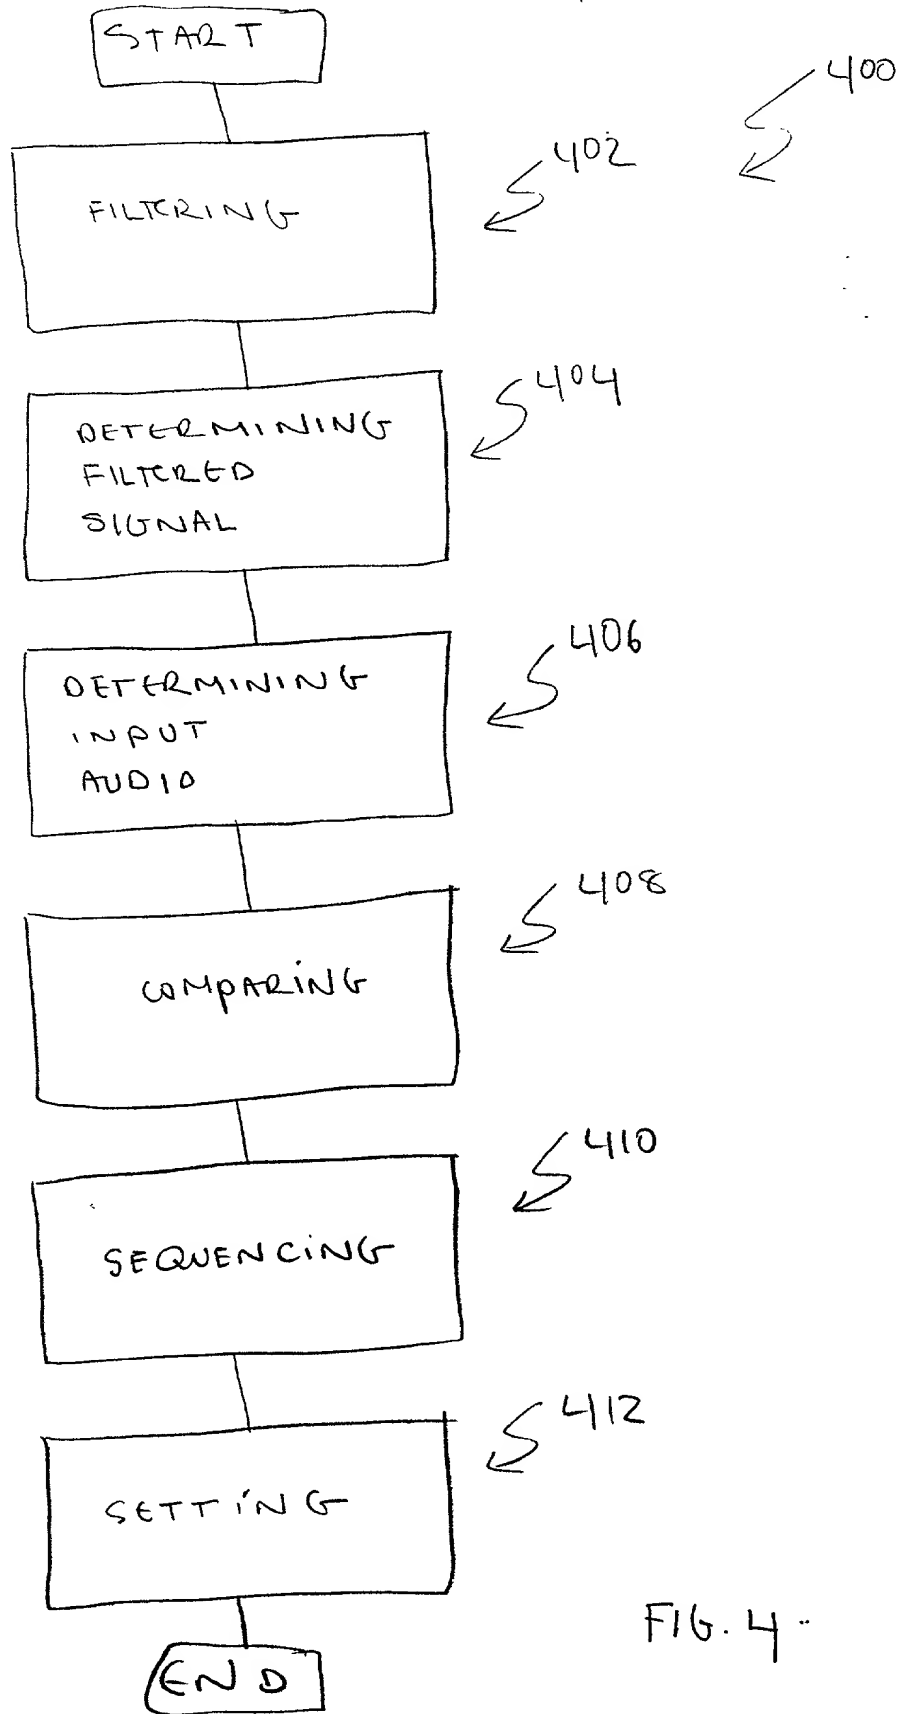 START
400
402
FILTERING
404
DETERMINING
FILTERED
SIGNAL
406
DETERMINING
INPUT
AUDIO
408
COMPARING
410
SEQUENCING
412
SETTING
FIG. 4
END